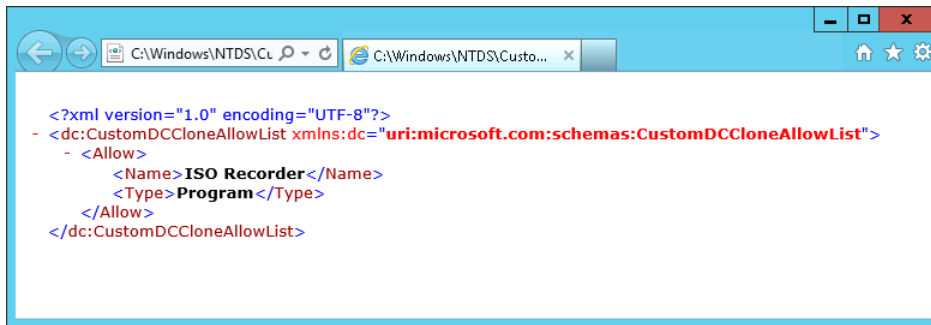 C:\Windows\NTDS\Cu
C:\Windows\NTDS\Custo...
<?xml version="1.0" encoding="UTF-8"?>
- <dc:CustomDCCloneAllowList xmlns:dc="uri:microsoft.com:schemas:CustomDCCloneAllowList">
- <Allow>
<Name>ISO Recorder</Name>
<Type>Program</Type>
</Allow>
</dc:CustomDCCloneAllowList>